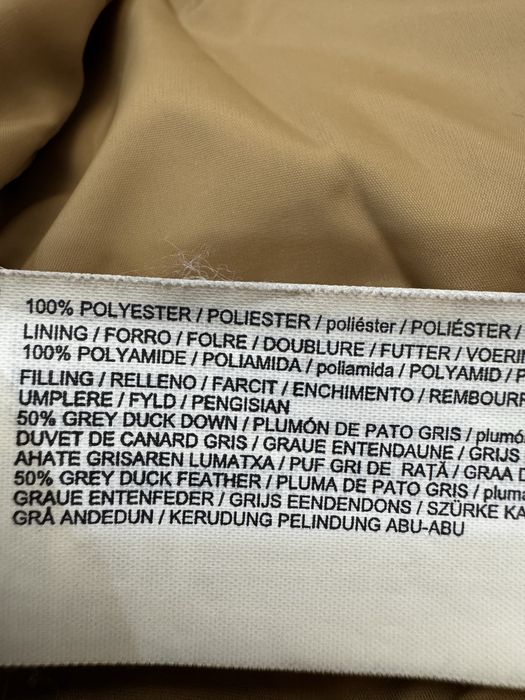 100% POLYESTER / POLIESTER / poliéster / POLIÉSTER /
LINING / FORRO / FOLRE / DOUBLURE / FUTTER / VOERIN
100% POLYAMIDE / POLIAMIDA / poliamida / POLYAMID / P
FILLING / RELLENO / FARCIT / ENCHIMENTO / REMBOURR
UMPLERE / FYLD / PENGISIAN
50% GREY DUCK DOWN / PLUMÓN DE PATO GRIS / plumó
DUVET DE CANARD GRIS / GRAUE ENTENDAUNE / GRIJS
AHATE GRISAREN LUMATXA / PUF GRI DE RAȚĂ / GRAA D
50% GREY DUCK FEATHER / PLUMA DE PATO GRIS / pluma
GRAUE ENTENFEDER / GRIJS EENDENDONS / SZÜRKE KA
GRÅ ANDEDUN / KERUDUNG PELINDUNG ABU-ABU